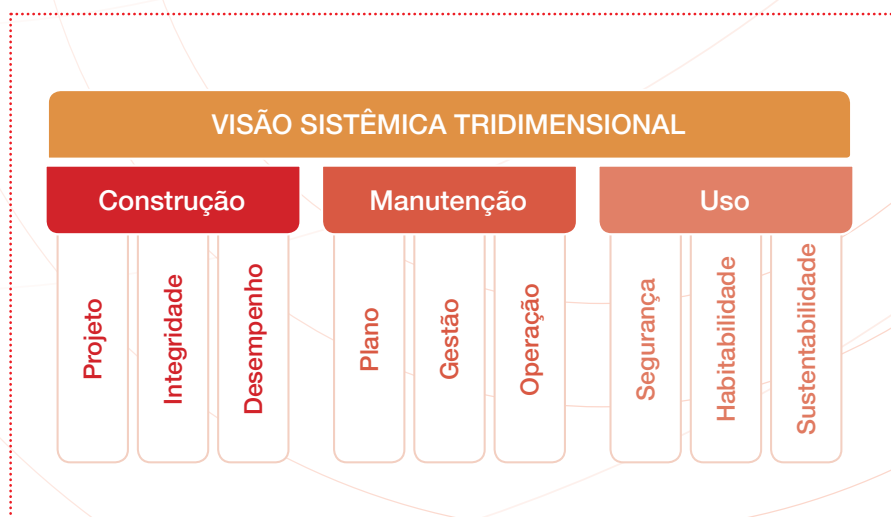 VISÃO SISTÊMICA TRIDIMENSIONAL
Construção
Projeto
Integridade
Desempenho
Manutenção
Plano
Gestão
Operação
Uso
Segurança
Habitabilidade
Sustentabilidade